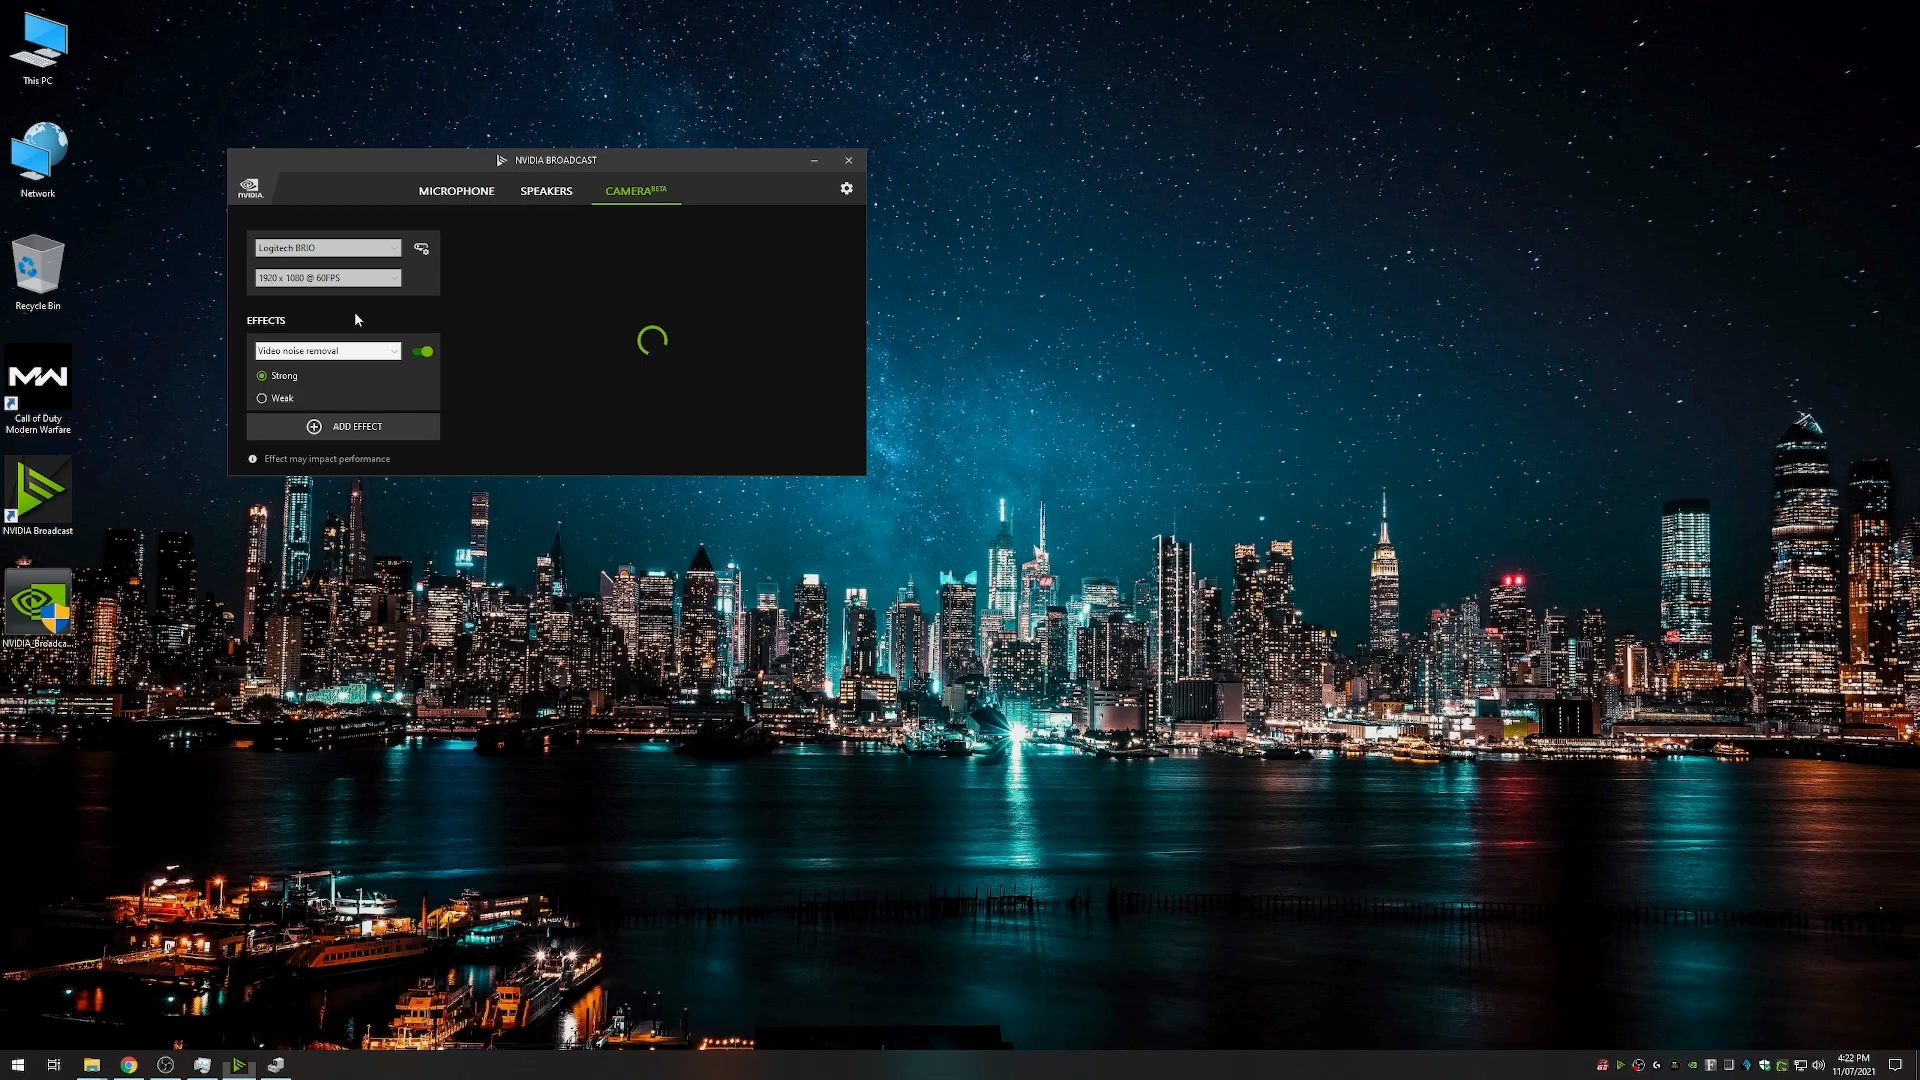 This PC
Network
Recycle Bin
MW
Call of Duty
Modern Warfare
NVIDIA Broadcast
NVIDIA_Broadca...
NVIDIA BROADCAST
NVIDIA.
MICROPHONE
SPEAKERS
CAMERA BETA
Logitech BRIO
1920 x 1080 @ 60FPS
EFFECTS
Video noise removal
Strong
Weak
ADD EFFECT
Effect may impact performance
4:22 PM
11/07/2021